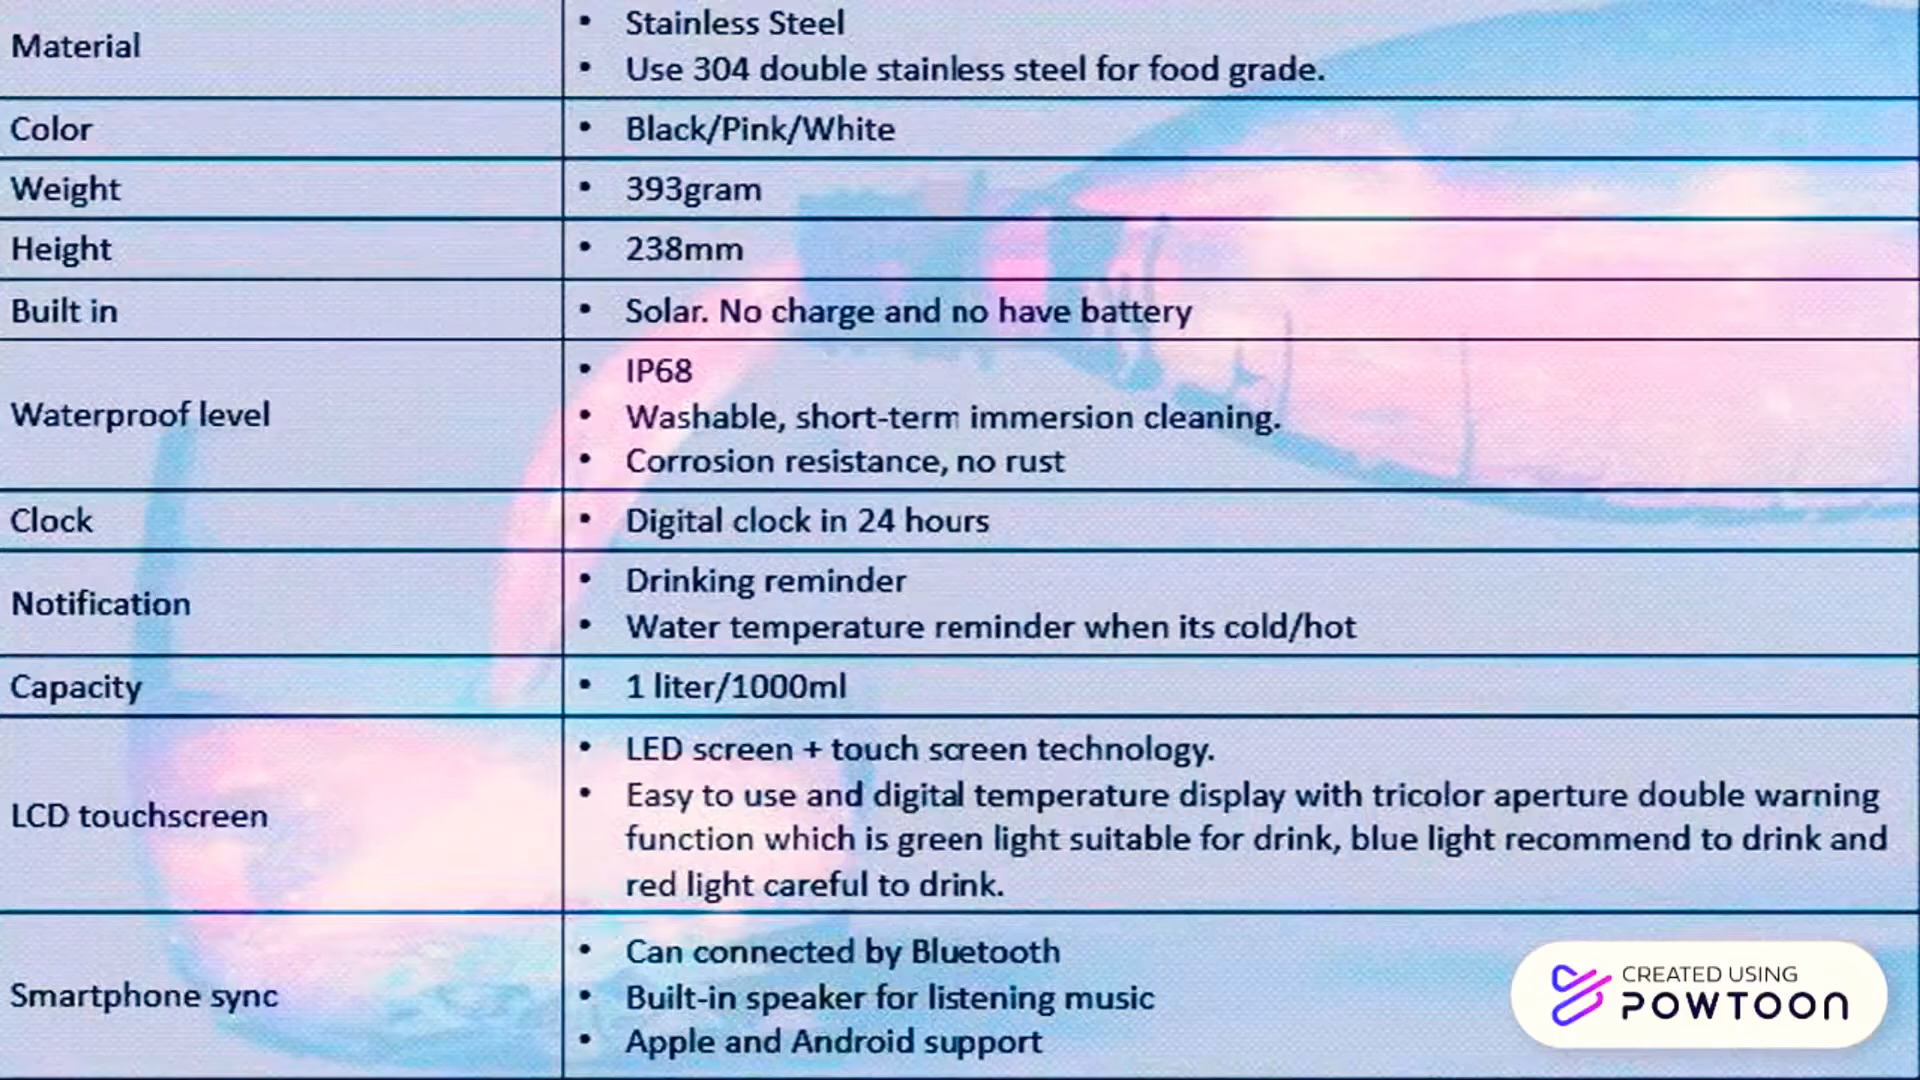 Material
• Stainless Steel
• Use 304 double stainless steel for food grade.
Color
• Black/Pink/White
Weight
• 393gram
Height
• 238mm
Built in
• Solar. No charge and no have battery
Waterproof level
• IP68
• Washable, short-term immersion cleaning.
• Corrosion resistance, no rust
Clock
• Digital clock in 24 hours
Notification
• Drinking reminder
• Water temperature reminder when its cold/hot
Capacity
• 1 liter/1000ml
LCD touchscreen
• LED screen + touch screen technology.
• Easy to use and digital temperature display with tricolor aperture double warning
function which is green light suitable for drink, blue light recommend to drink and
red light careful to drink.
Smartphone sync
• Can connected by Bluetooth
• Built-in speaker for listening music
• Apple and Android support
CREATED USING
POWTOON